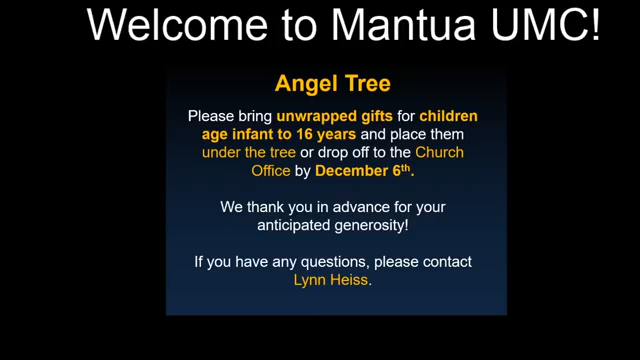 Welcome to Mantua UMC!
Angel Tree
Please bring unwrapped gifts for children
age infant to 16 years and place them
under the tree or drop off to the Church
Office by December 6th.
We thank you in advance for your
anticipated generosity!
If you have any questions, please contact
Lynn Heiss.